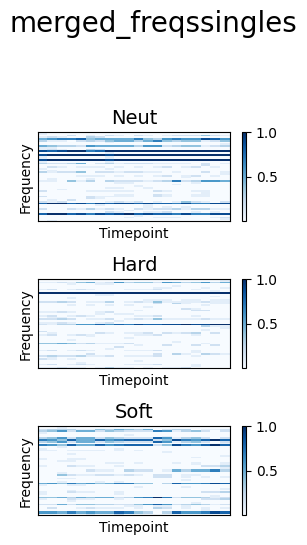 merged_freqssingles
Neut
1.0
0.5
Frequency
Timepoint
Hard
1.0
0.5
Frequency
Timepoint
Soft
1.0
0.5
Frequency
Timepoint